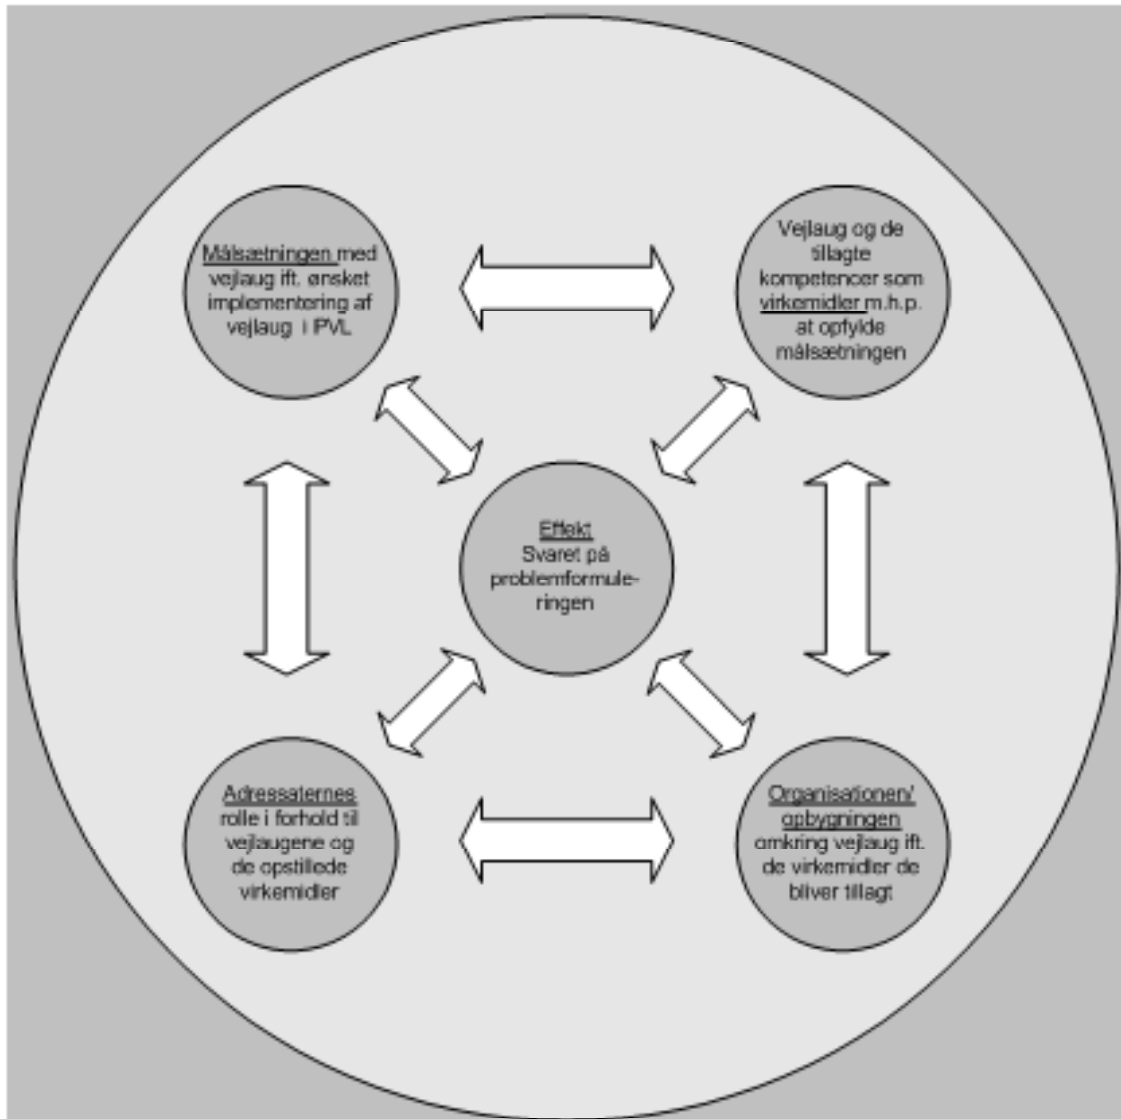 Målsætningen med
vejlaug ift. ønsket
implementering af
vejlaug i PVL
Vejlaug og de
tillagte
kompetencer som
virkemidler m.h.p.
at opfylde
målsætningen
Effekt
Svaret på
problemformule-
ringen
Adressaternes
rolle i forhold til
vejlaugene og
de opstillede
virkemidler
Organisationen/
opbygningen
omkring vejlaug ift.
de virkemidler de
bliver tillagt